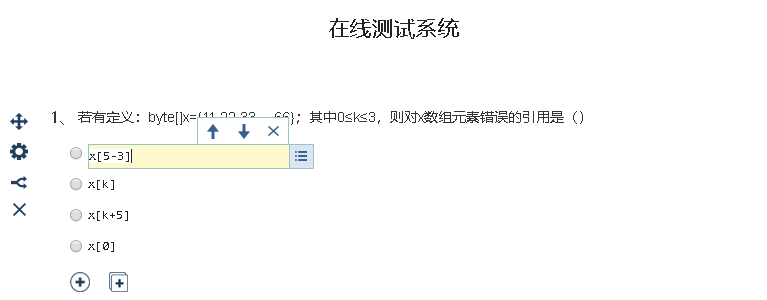 在线测试系统
1、 若有定义：byte[]x={11,22,33, -66}；其中0≤k≤3，则对x数组元素错误的引用是（）
x[5-3]
x[k]
x[k+5]
x[0]